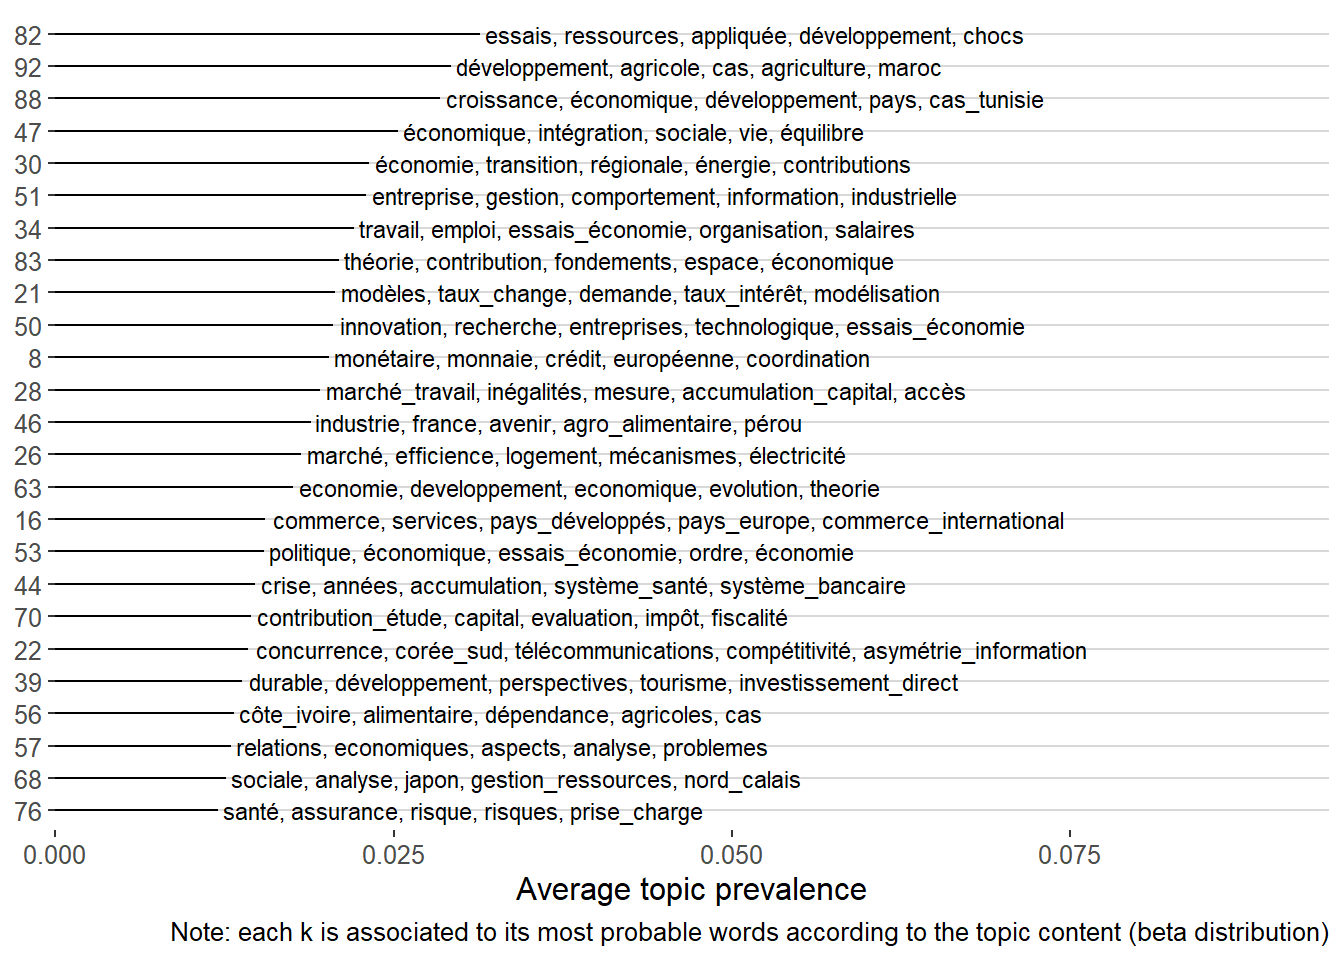 82 essais, ressources, appliquée, développement, chocs
92 développement, agricole, cas, agriculture, maroc
88 croissance, économique, développement, pays, cas_tunisie
47 économique, intégration, sociale, vie, équilibre
30 économie, transition, régionale, énergie, contributions
51 entreprise, gestion, comportement, information, industrielle
34 travail, emploi, essais_économie, organisation, salaires
83 théorie, contribution, fondements, espace, économique
21 modèles, taux_change, demande, taux_intérêt, modélisation
50 innovation, recherche, entreprises, technologique, essais_économie
8 monétaire, monnaie, crédit, européenne, coordination
28 marché_travail, inégalités, mesure, accumulation_capital, accès
46 industrie, france, avenir, agro_alimentaire, pérou
26 marché, efficience, logement, mécanismes, électricité
63 economie, developpement, economique, evolution, theorie
16 commerce, services, pays_développés, pays_europe, commerce_international
53 politique, économique, essais_économie, ordre, économie
44 crise, années, accumulation, système_santé, système_bancaire
70 contribution_étude, capital, evaluation, impôt, fiscalité
22 concurrence, corée_sud, télécommunications, compétitivité, asymétrie_information
39 durable, développement, perspectives, tourisme, investissement_direct
56 côte_ivoire, alimentaire, dépendance, agricoles, cas
57 relations, economiques, aspects, analyse, problemes
68 sociale, analyse, japon, gestion_ressources, nord_calais
76 santé, assurance, risque, risques, prise_charge
0.000 0.025 0.050 0.075
Average topic prevalence
Note: each k is associated to its most probable words according to the topic content (beta distribution)